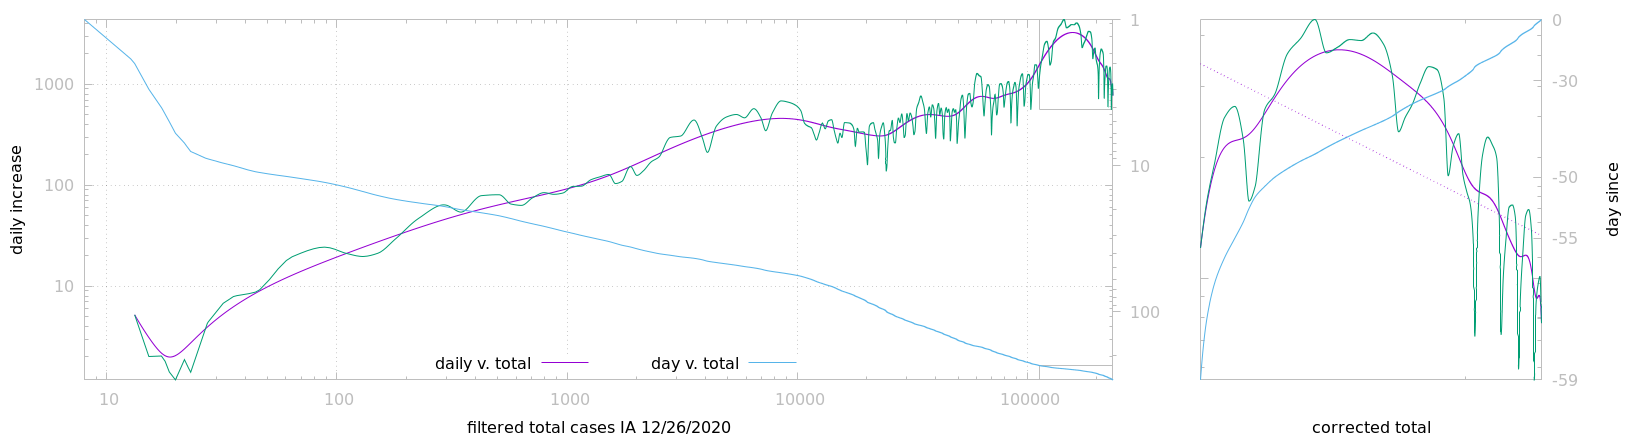 daily increase
1000
100
10
10
100
1000
10000
100000
filtered total cases IA 12/26/2020
daily v. total
day v. total
1
10
100
0
-30
-50
-55
-59
day since
corrected total